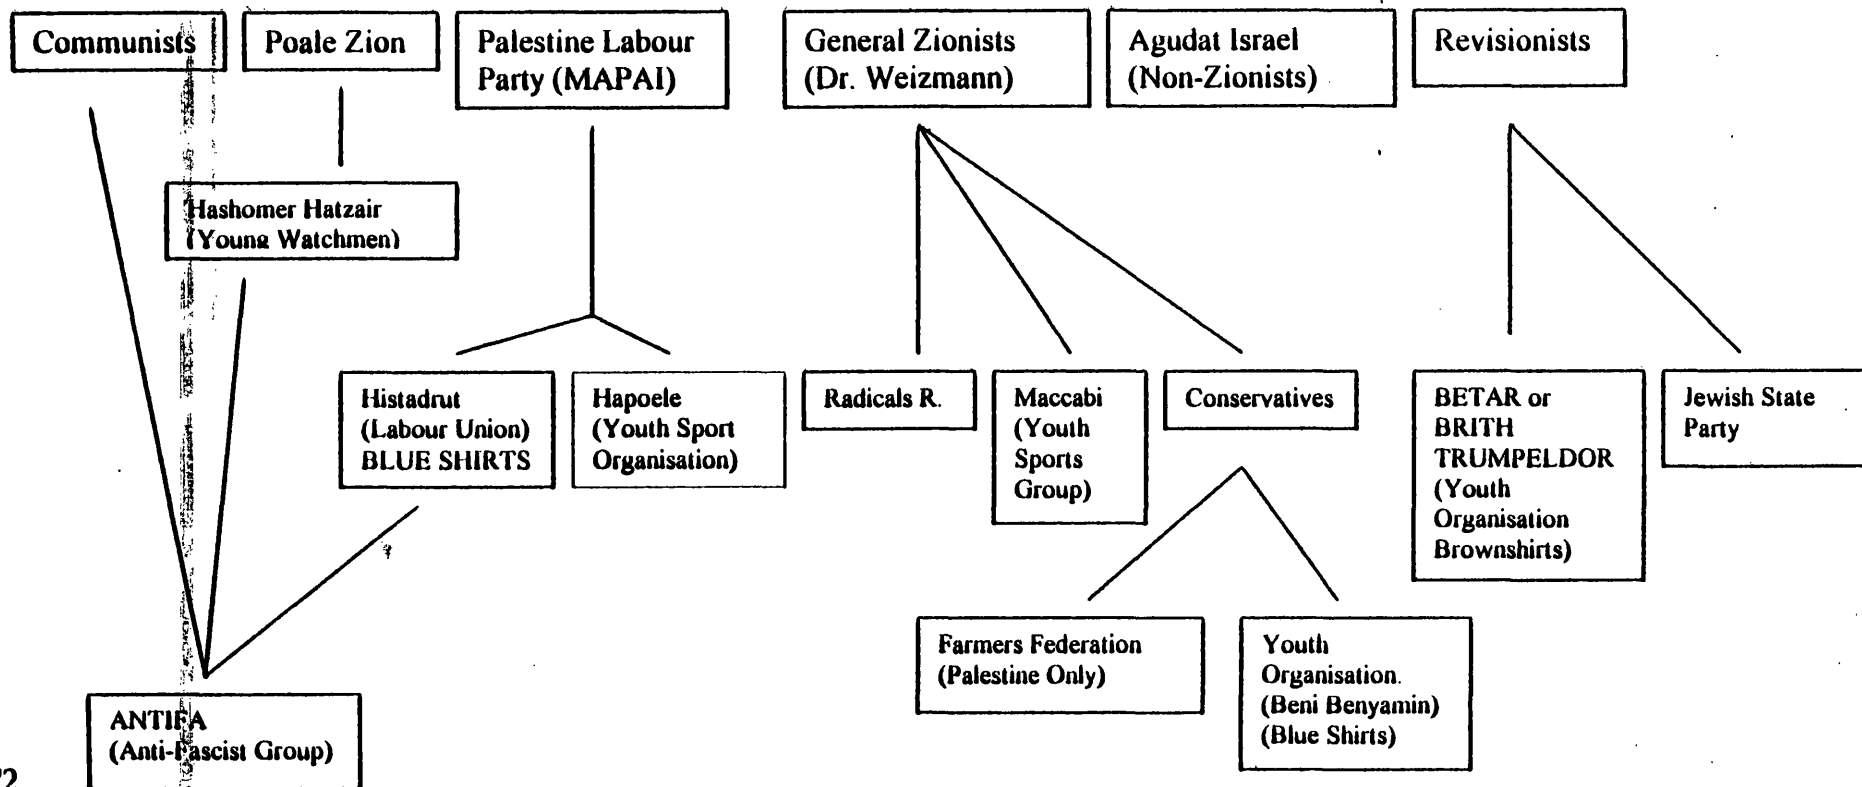 Communists
Poale Zion
Palestine Labour
Party (MAPAI)
General Zionists
(Dr. Weizmann)
Agudat Israel
(Non-Zionists)
Revisionists
Hashomer Hatzair
(Young Watchmen)
Histadrut
(Labour Union)
BLUE SHIRTS
Hapoele
(Youth Sport
Organisation)
Radicals R.
Maccabi
(Youth
Sports
Group)
Conservatives
BETAR or
BRITH
TRUMPELDOR
(Youth
Organisation
Brownshirts)
Jewish State
Party
Farmers Federation
(Palestine Only)
Youth
Organisation.
(Beni Benyamin)
(Blue Shirts)
ANTIFA
(Anti-Fascist Group)